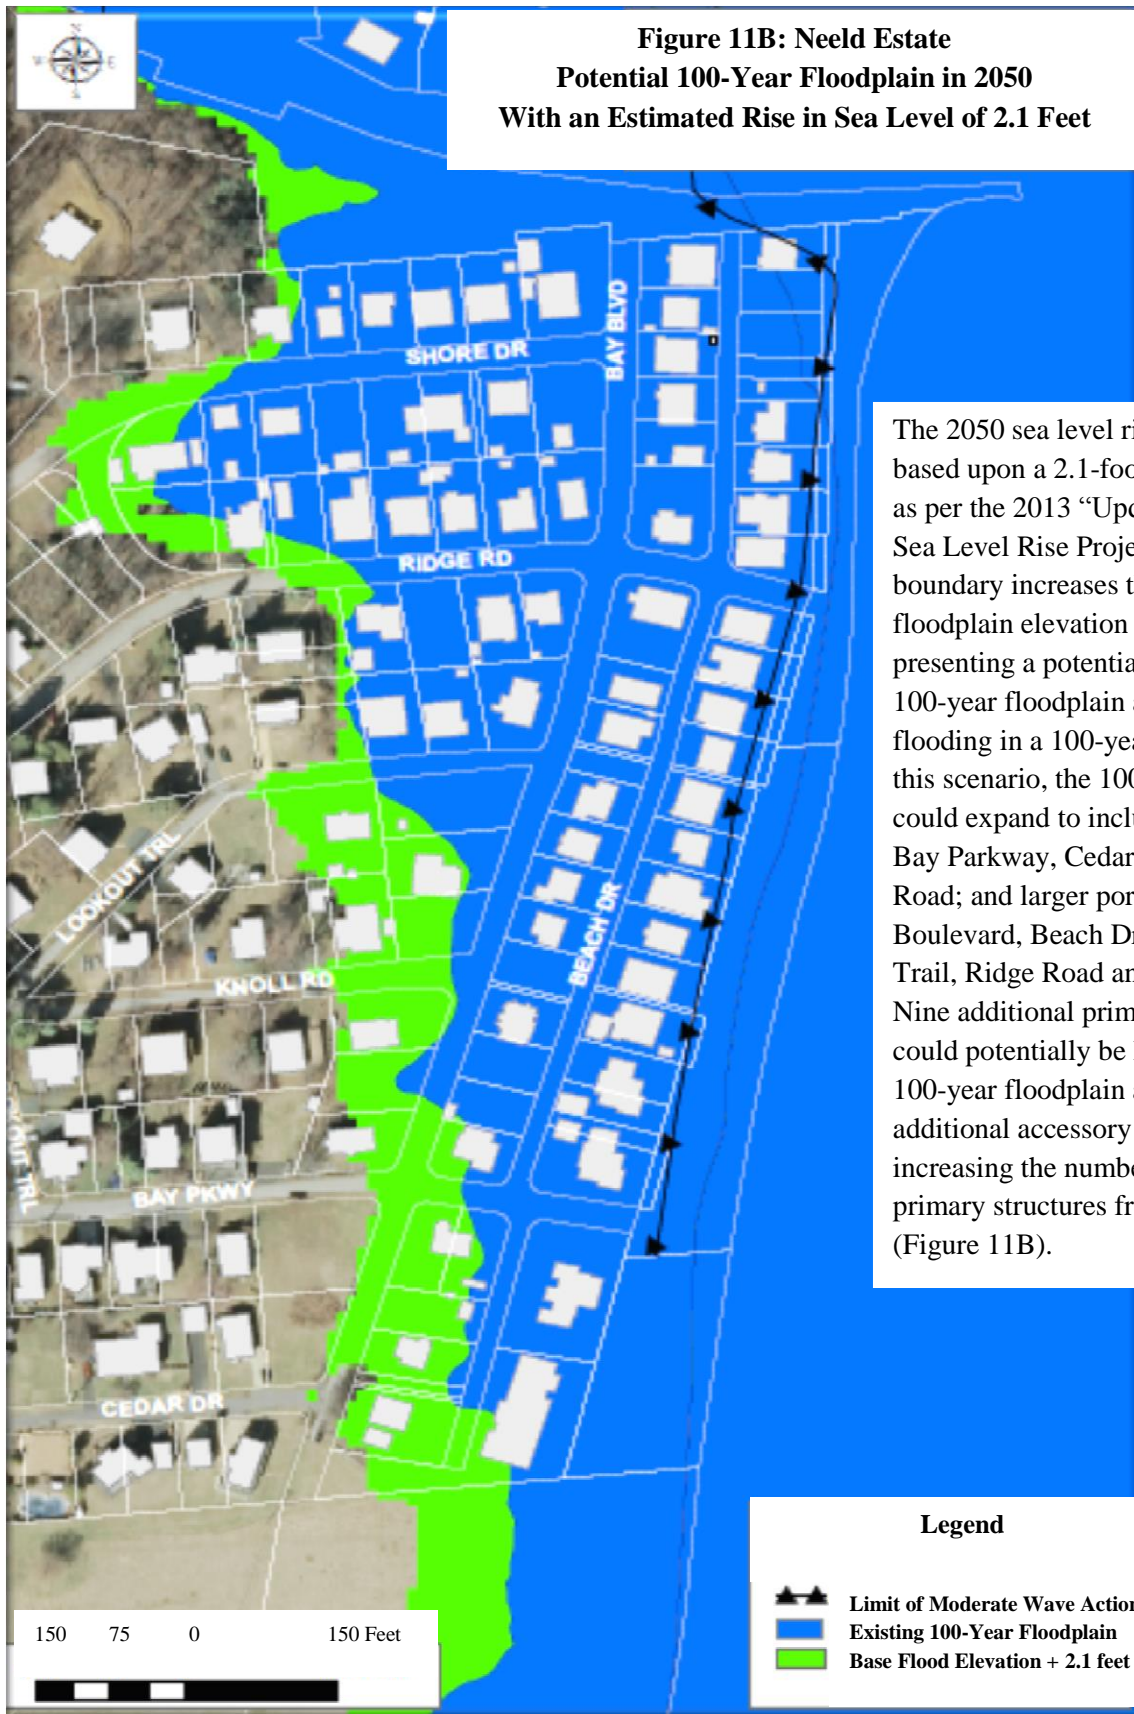 Figure 11B: Neeld Estate
Potential 100-Year Floodplain in 2050
With an Estimated Rise in Sea Level of 2.1 Feet
N
W
E
S
SHORE DR
BAY BLVD
RIDGE RD
LOOKOUT TRL
KNOLL RD
BEACH DR
BAY PKWY
OUT TRL
CEDAR DR
The 2050 sea level ri
based upon a 2.1-foo
as per the 2013 “Upd
Sea Level Rise Proje
boundary increases t
floodplain elevation
presenting a potentia
100-year floodplain a
flooding in a 100-yea
this scenario, the 100
could expand to inclu
Bay Parkway, Cedar
Road; and larger por
Boulevard, Beach Dr
Trail, Ridge Road an
Nine additional prim
could potentially be
100-year floodplain a
additional accessory
increasing the numbe
primary structures fr
(Figure 11B).
Legend
Limit of Moderate Wave Action
Existing 100-Year Floodplain
Base Flood Elevation + 2.1 feet
150 75 0 150 Feet